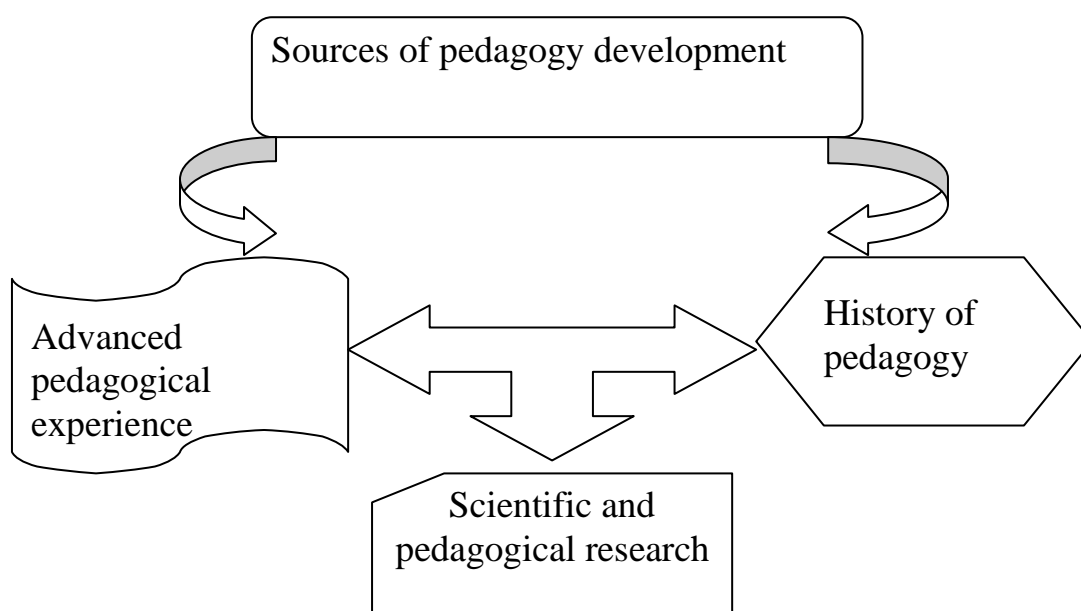 Sources of pedagogy development
Advanced
pedagogical
experience
History of
pedagogy
Scientific and
pedagogical research